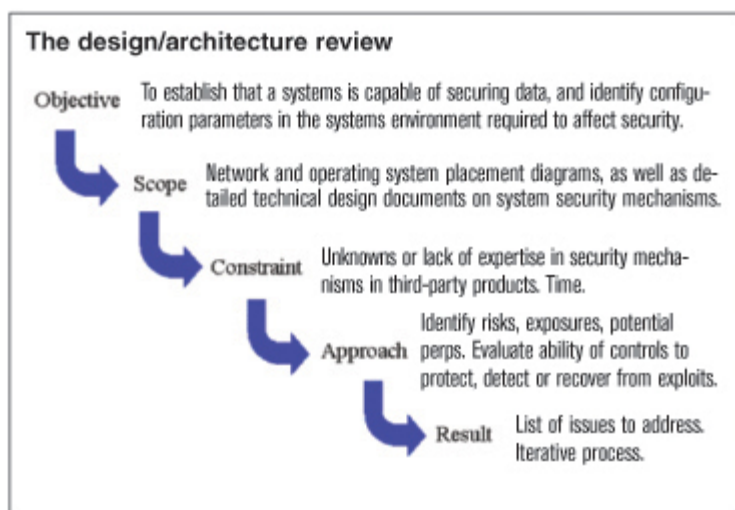 The design/architecture review
Objective
To establish that a systems is capable of securing data, and identify configu-
ration parameters in the systems environment required to affect security.
Scope
Network and operating system placement diagrams, as well as de-
tailed technical design documents on system security mechanisms.
Constraint
Unknowns or lack of expertise in security mecha-
nisms in third-party products. Time.
Approach
Identify risks, exposures, potential
perps. Evaluate ability of controls to
protect, detect or recover from exploits.
Result
List of issues to address.
Iterative process.